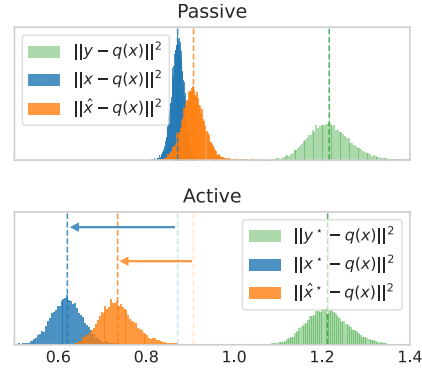 Passive
||y − q(x)||²
||x − q(x)||²
||x̂ − q(x)||²
Active
||y⋆ − q(x)||²
||x⋆ − q(x)||²
||x̂⋆ − q(x)||²
0.6 0.8 1.0 1.2 1.4